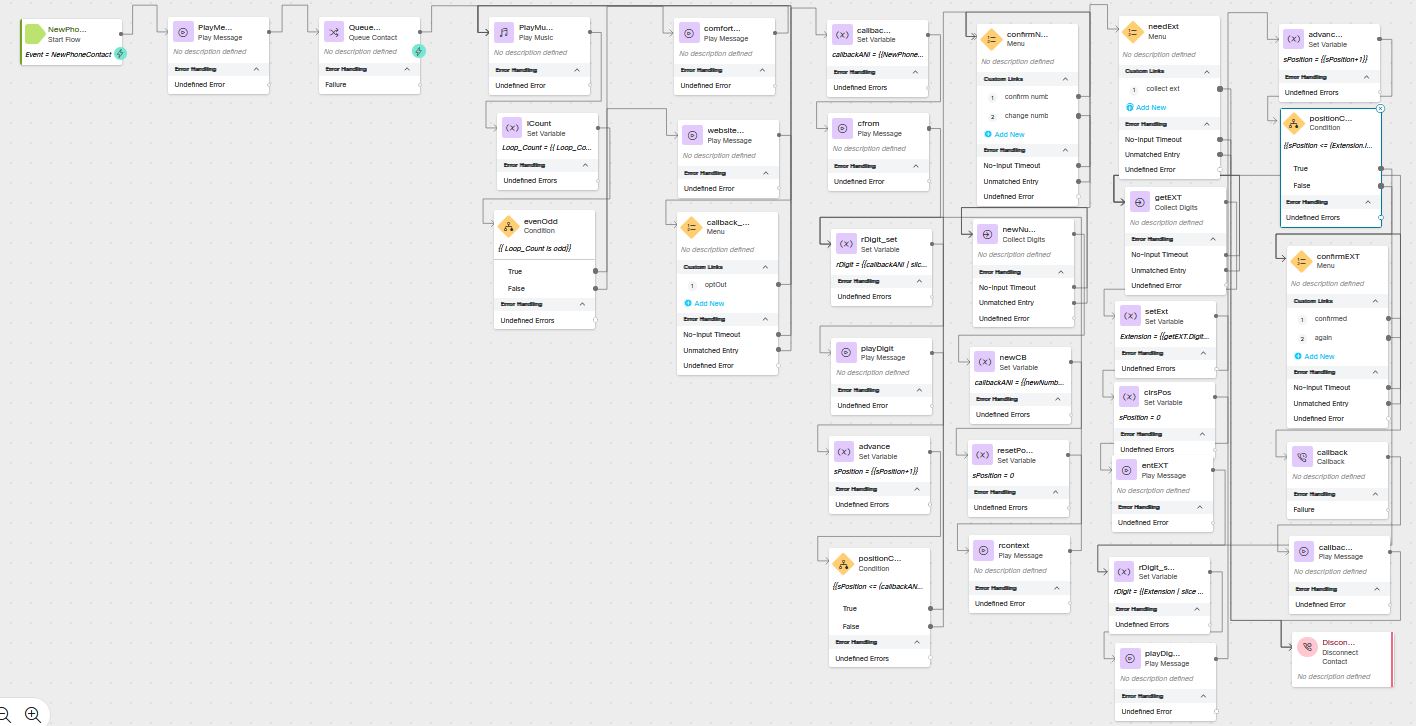 NewPho...
Start Flow
Event = NewPhoneContact
PlayMe...
Play Message
No description defined
Error Handling
Undefined Error
Queue...
Queue Contact
No description defined
Error Handling
Failure
PlayMu...
Play Music
No description defined
Error Handling
Undefined Error
lCount
Set Variable
Loop_Count = {{ Loop_Co...
Error Handling
Undefined Errors
evenOdd
Condition
{{ Loop_Count is odd}}
True
False
Error Handling
Undefined Errors
comfort...
Play Message
No description defined
Error Handling
Undefined Error
website...
Play Message
No description defined
Error Handling
Undefined Error
callback_...
Menu
No description defined
Custom Links
1 optOut
Add New
Error Handling
No-Input Timeout
Unmatched Entry
Undefined Error
callbac...
Set Variable
callbackANI = {{NewPhone...
Error Handling
Undefined Errors
cfrom
Play Message
No description defined
Error Handling
Undefined Error
rDigit_set
Set Variable
rDigit = {{callbackANI | slic...
Error Handling
Undefined Errors
playDigit
Play Message
No description defined
Error Handling
Undefined Error
advance
Set Variable
sPosition = {{sPosition+1}}
Error Handling
Undefined Errors
positionC...
Condition
{{sPosition <= (callbackAN...
True
False
Error Handling
Undefined Errors
confirmN...
Menu
No description defined
Custom Links
1 confirm numb
2 change numb
Add New
Error Handling
No-Input Timeout
Unmatched Entry
Undefined Error
newNu...
Collect Digits
No description defined
Error Handling
No-Input Timeout
Unmatched Entry
Undefined Error
newCB
Set Variable
callbackANI = {{newNumb...
Error Handling
Undefined Errors
resetPo...
Set Variable
sPosition = 0
Error Handling
Undefined Errors
rcontext
Play Message
No description defined
Error Handling
Undefined Error
needExt
Menu
No description defined
Custom Links
1 collect ext
Add New
Error Handling
No-Input Timeout
Unmatched Entry
Undefined Error
getEXT
Collect Digits
No description defined
Error Handling
No-Input Timeout
Unmatched Entry
Undefined Error
setExt
Set Variable
Extension = {{getEXT.Digit...
Error Handling
Undefined Errors
clrsPos
Set Variable
sPosition = 0
Error Handling
Undefined Errors
entEXT
Play Message
No description defined
Error Handling
Undefined Error
rDigit_s...
Set Variable
rDigit = {{Extension | slice ...
Error Handling
Undefined Errors
playDig...
Play Message
No description defined
Error Handling
Undefined Error
advanc...
Set Variable
sPosition = {{sPosition+1}}
Error Handling
Undefined Errors
positionC...
Condition
{{sPosition <= (Extension.l...
True
False
Error Handling
Undefined Errors
confirmEXT
Menu
No description defined
Custom Links
1 confirmed
2 again
Add New
Error Handling
No-Input Timeout
Unmatched Entry
Undefined Error
callback
Callback
No description defined
Error Handling
Failure
callbac...
Play Message
No description defined
Error Handling
Undefined Error
Discon...
Disconnect
Contact
No description defined